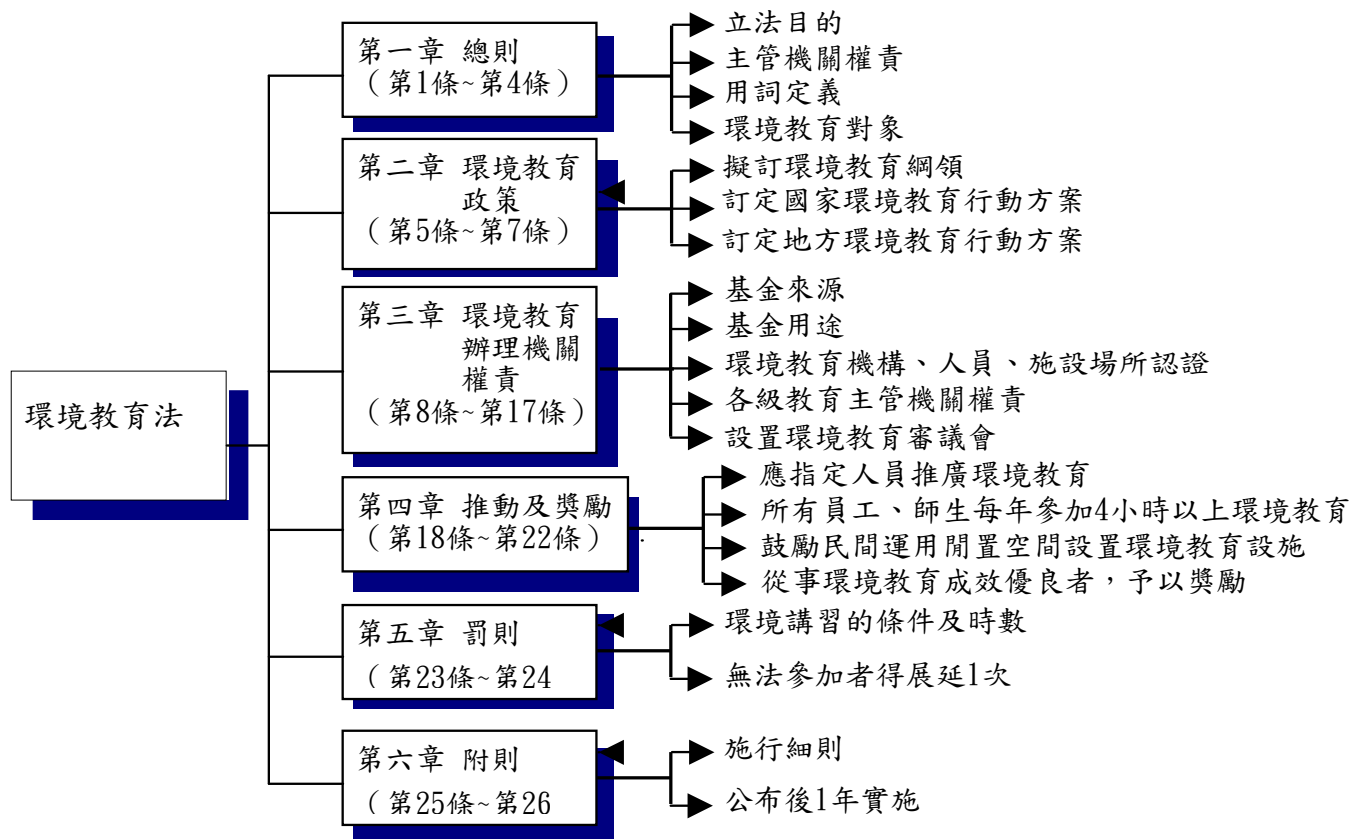 環境教育法
第一章 總則
(第1條~第4條)
立法目的
主管機關權責
用詞定義
環境教育對象
第二章 環境教育
政策
(第5條~第7條)
擬訂環境教育綱領
訂定國家環境教育行動方案
訂定地方環境教育行動方案
第三章 環境教育
辦理機關
權責
(第8條~第17條)
基金來源
基金用途
環境教育機構、人員、施設場所認證
各級教育主管機關權責
設置環境教育審議會
第四章 推動及獎勵
(第18條~第22條)
應指定人員推廣環境教育
所有員工、師生每年參加4小時以上環境教育
鼓勵民間運用閒置空間設置環境教育設施
從事環境教育成效優良者，予以獎勵
第五章 罰則
(第23條~第24
環境講習的條件及時數
無法參加者得展延1次
第六章 附則
(第25條~第26
施行細則
公布後1年實施